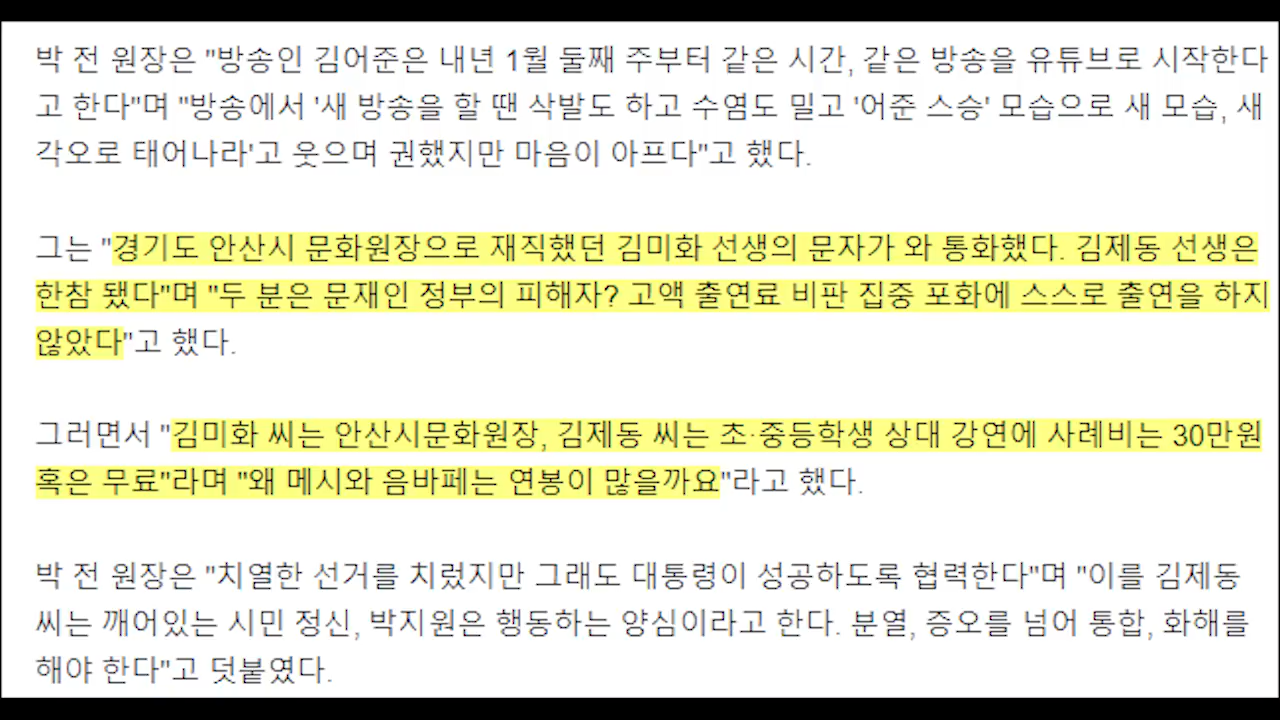 박 전 원장은 "방송인 김어준은 내년 1월 둘째 주부터 같은 시간, 같은 방송을 유튜브로 시작한다
고 한다"며 "방송에서 '새 방송을 할 땐 삭발도 하고 수염도 밀고 '어준 스승' 모습으로 새 모습, 새
각오로 태어나라'고 웃으며 권했지만 마음이 아프다"고 했다.
그는 "경기도 안산시 문화원장으로 재직했던 김미화 선생의 문자가 와 통화했다. 김제동 선생은
한참 됐다"며 "두 분은 문재인 정부의 피해자? 고액 출연료 비판 집중 포화에 스스로 출연을 하지
않았다"고 했다.
그러면서 "김미화 씨는 안산시문화원장, 김제동 씨는 초·중등학생 상대 강연에 사례비는 30만원
혹은 무료"라며 "왜 메시와 음바페는 연봉이 많을까요"라고 했다.
박 전 원장은 "치열한 선거를 치렀지만 그래도 대통령이 성공하도록 협력한다"며 "이를 김제동
씨는 깨어있는 시민 정신, 박지원은 행동하는 양심이라고 한다. 분열, 증오를 넘어 통합, 화해를
해야 한다"고 덧붙였다.